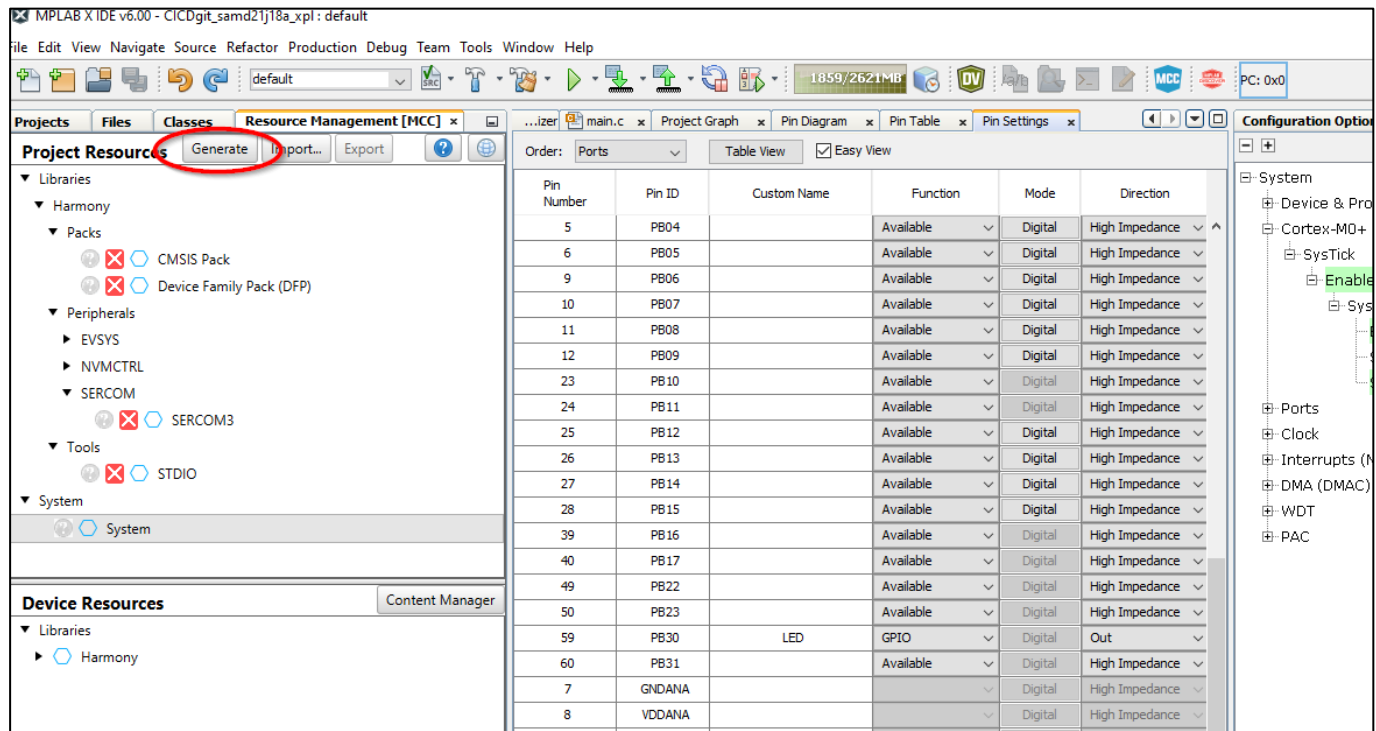 MPLAB X IDE v6.00 - CICDgit_samd21j18a_xpl : default
File Edit View Navigate Source Refactor Production Debug Team Tools Window Help
default SRC 1859/2621MB DV MCC PC: 0x0
Projects Files Classes Resource Management [MCC] × ...izer main.c × Project Graph × Pin Diagram × Pin Table × Pin Settings × Configuration Option
Project Resources Generate Import... Export ?
Order: Ports Table View Easy View
Pin Number Pin ID Custom Name Function Mode Direction
5 PB04 Available Digital High Impedance
6 PB05 Available Digital High Impedance
9 PB06 Available Digital High Impedance
10 PB07 Available Digital High Impedance
11 PB08 Available Digital High Impedance
12 PB09 Available Digital High Impedance
23 PB10 Available Digital High Impedance
24 PB11 Available Digital High Impedance
25 PB12 Available Digital High Impedance
26 PB13 Available Digital High Impedance
27 PB14 Available Digital High Impedance
28 PB15 Available Digital High Impedance
39 PB16 Available Digital High Impedance
40 PB17 Available Digital High Impedance
49 PB22 Available Digital High Impedance
50 PB23 Available Digital High Impedance
59 PB30 LED GPIO Digital Out
60 PB31 Available Digital High Impedance
7 GNDANA Digital High Impedance
8 VDDANA Digital High Impedance
Libraries
Harmony
Packs
CMSIS Pack
Device Family Pack (DFP)
Peripherals
EVSYS
NVMCTRL
SERCOM
SERCOM3
Tools
STDIO
System
System
Device Resources Content Manager
Libraries
Harmony
System
Device & Pro
Cortex-M0+
SysTick
Enable
Sys
Ports
Clock
Interrupts (N
DMA (DMAC)
WDT
PAC